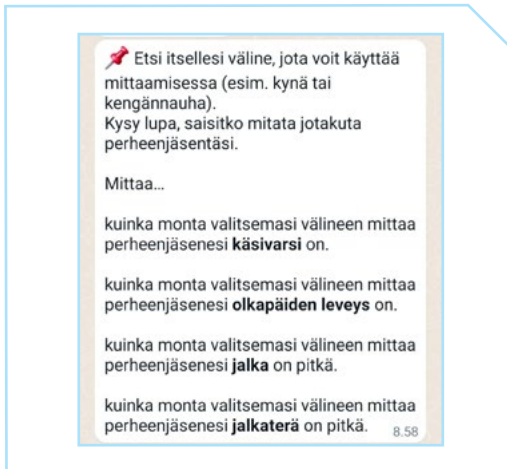 📌 Etsi itsellesi väline, jota voit käyttää
mittaamisessa (esim. kynä tai
kengännauha).
Kysy lupa, saisitko mitata jotakuta
perheenjäsentäsi.
Mittaa...
kuinka monta valitsemasi välineen mittaa
perheenjäsenesi käsivarsi on.
kuinka monta valitsemasi välineen mittaa
perheenjäsenesi olkapäiden leveys on.
kuinka monta valitsemasi välineen mittaa
perheenjäsenesi jalka on pitkä.
kuinka monta valitsemasi välineen mittaa
perheenjäsenesi jalkaterä on pitkä. 8.58